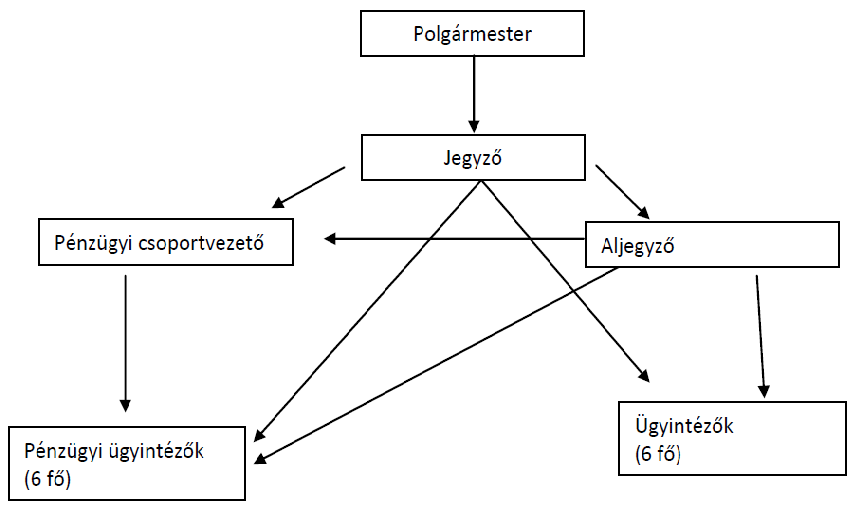 Polgármester
Jegyző
Pénzügyi csoportvezető
Aljegyző
Pénzügyi ügyintézők
(6 fő)
Ügyintézők
(6 fő)